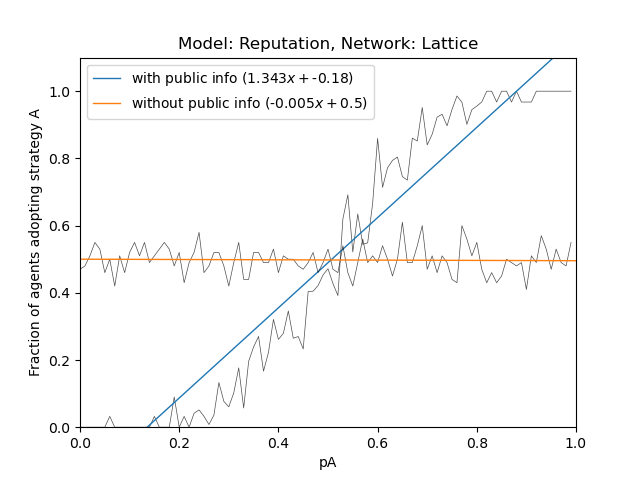 Model: Reputation, Network: Lattice
with public info (1.343x + -0.18)
without public info (-0.005x + 0.5)
Fraction of agents adopting strategy A
1.0
0.8
0.6
0.4
0.2
0.0
0.0 0.2 0.4 0.6 0.8 1.0
pA